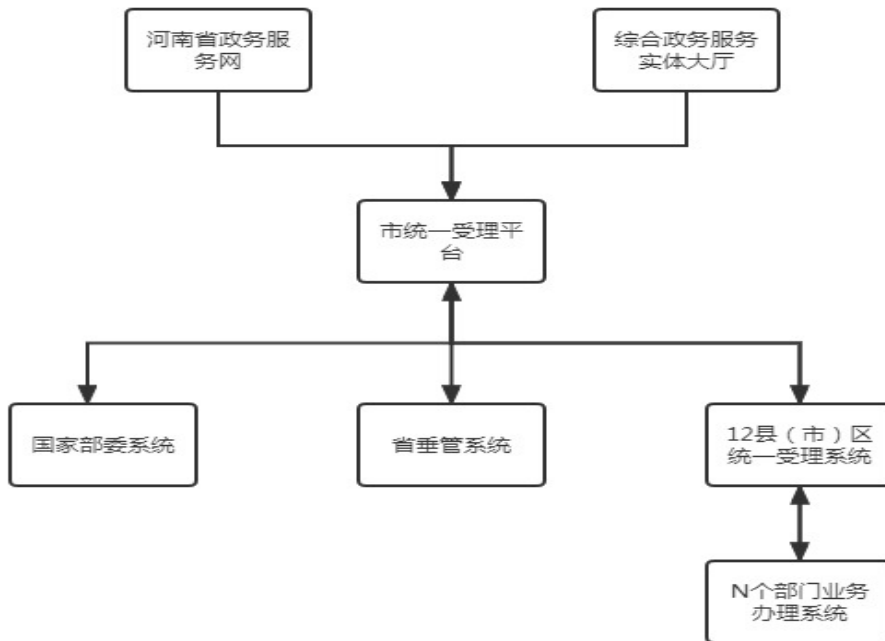 河南省政务服
务网
综合政务服务
实体大厅
市统一受理平
台
国家部委系统
省垂管系统
12县（市）区
统一受理系统
N个部门业务
办理系统